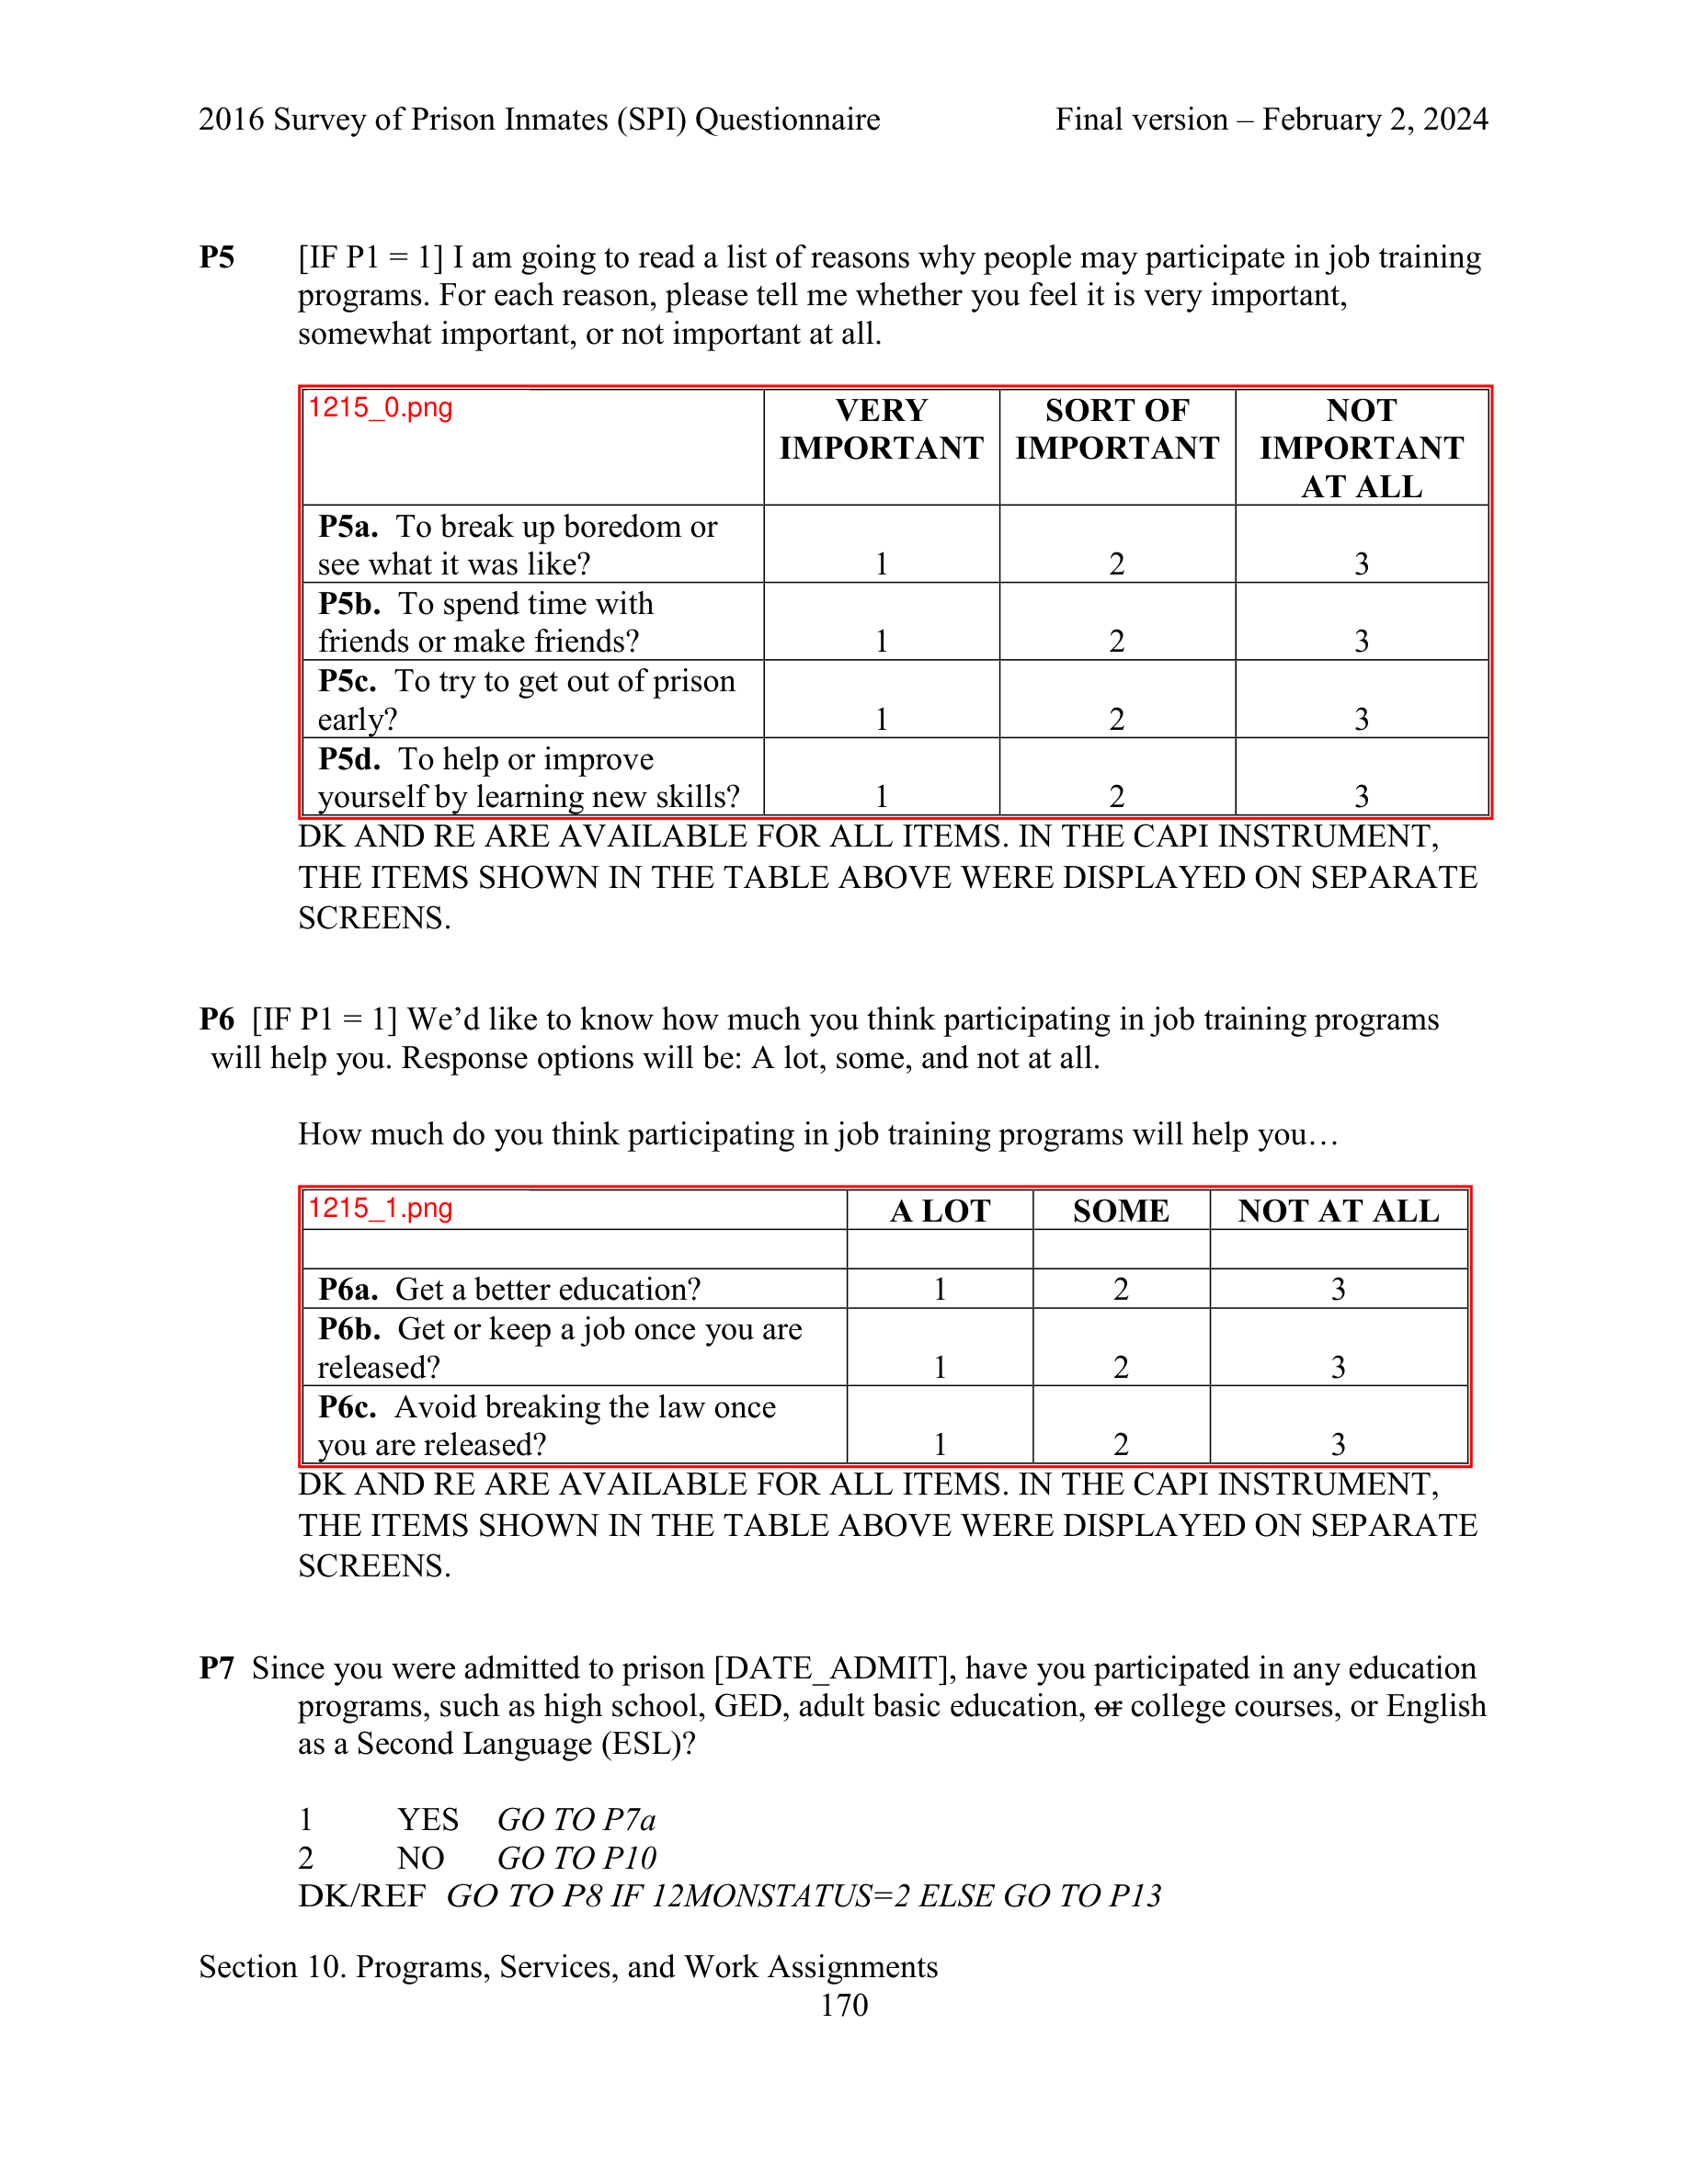 2016 Survey of Prison Inmates (SPI) Questionnaire Final version – February 2, 2024
P5 [IF P1 = 1] I am going to read a list of reasons why people may participate in job training
programs. For each reason, please tell me whether you feel it is very important,
somewhat important, or not important at all.
1215_0.png VERY SORT OF NOT
IMPORTANT IMPORTANT IMPORTANT
AT ALL
P5a. To break up boredom or
see what it was like? 1 2 3
P5b. To spend time with
friends or make friends? 1 2 3
P5c. To try to get out of prison
early? 1 2 3
P5d. To help or improve
yourself by learning new skills? 1 2 3
DK AND RE ARE AVAILABLE FOR ALL ITEMS. IN THE CAPI INSTRUMENT,
THE ITEMS SHOWN IN THE TABLE ABOVE WERE DISPLAYED ON SEPARATE
SCREENS.
P6 [IF P1 = 1] We’d like to know how much you think participating in job training programs
will help you. Response options will be: A lot, some, and not at all.
How much do you think participating in job training programs will help you…
1215_1.png A LOT SOME NOT AT ALL
P6a. Get a better education? 1 2 3
P6b. Get or keep a job once you are
released? 1 2 3
P6c. Avoid breaking the law once
you are released? 1 2 3
DK AND RE ARE AVAILABLE FOR ALL ITEMS. IN THE CAPI INSTRUMENT,
THE ITEMS SHOWN IN THE TABLE ABOVE WERE DISPLAYED ON SEPARATE
SCREENS.
P7 Since you were admitted to prison [DATE_ADMIT], have you participated in any education
programs, such as high school, GED, adult basic education, or college courses, or English
as a Second Language (ESL)?
1 YES GO TO P7a
2 NO GO TO P10
DK/REF GO TO P8 IF 12MONSTATUS=2 ELSE GO TO P13
Section 10. Programs, Services, and Work Assignments
170